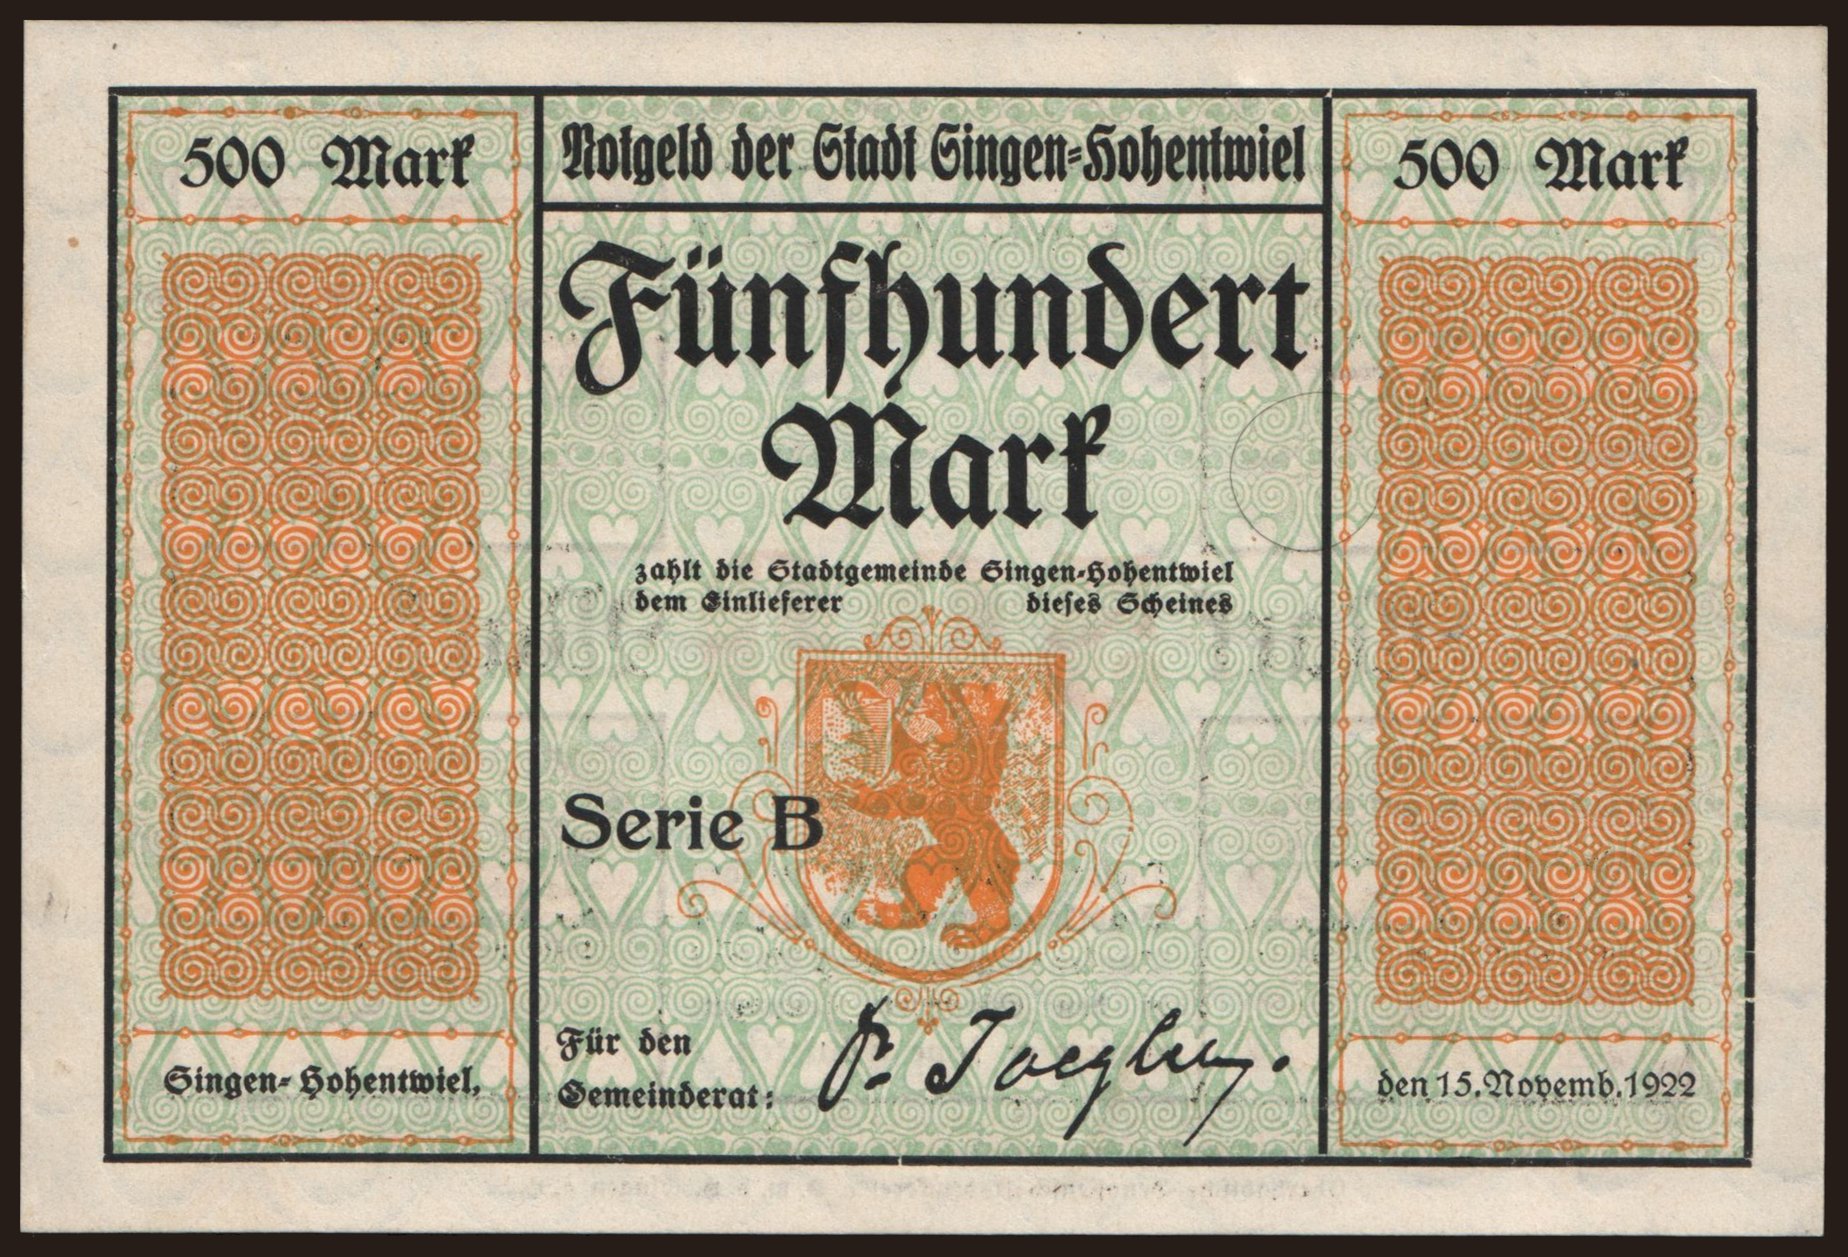 500 Mark
Notgeld der Stadt Singen-Hohentwiel
500 Mark
Fünfhundert
Mark
zahlt die Stadtgemeinde Singen-Hohentwiel
dem Einlieferer dieses Scheines
Serie B
Für den
Gemeinderat:
Singen-Hohentwiel,
den 15. Novemb. 1922